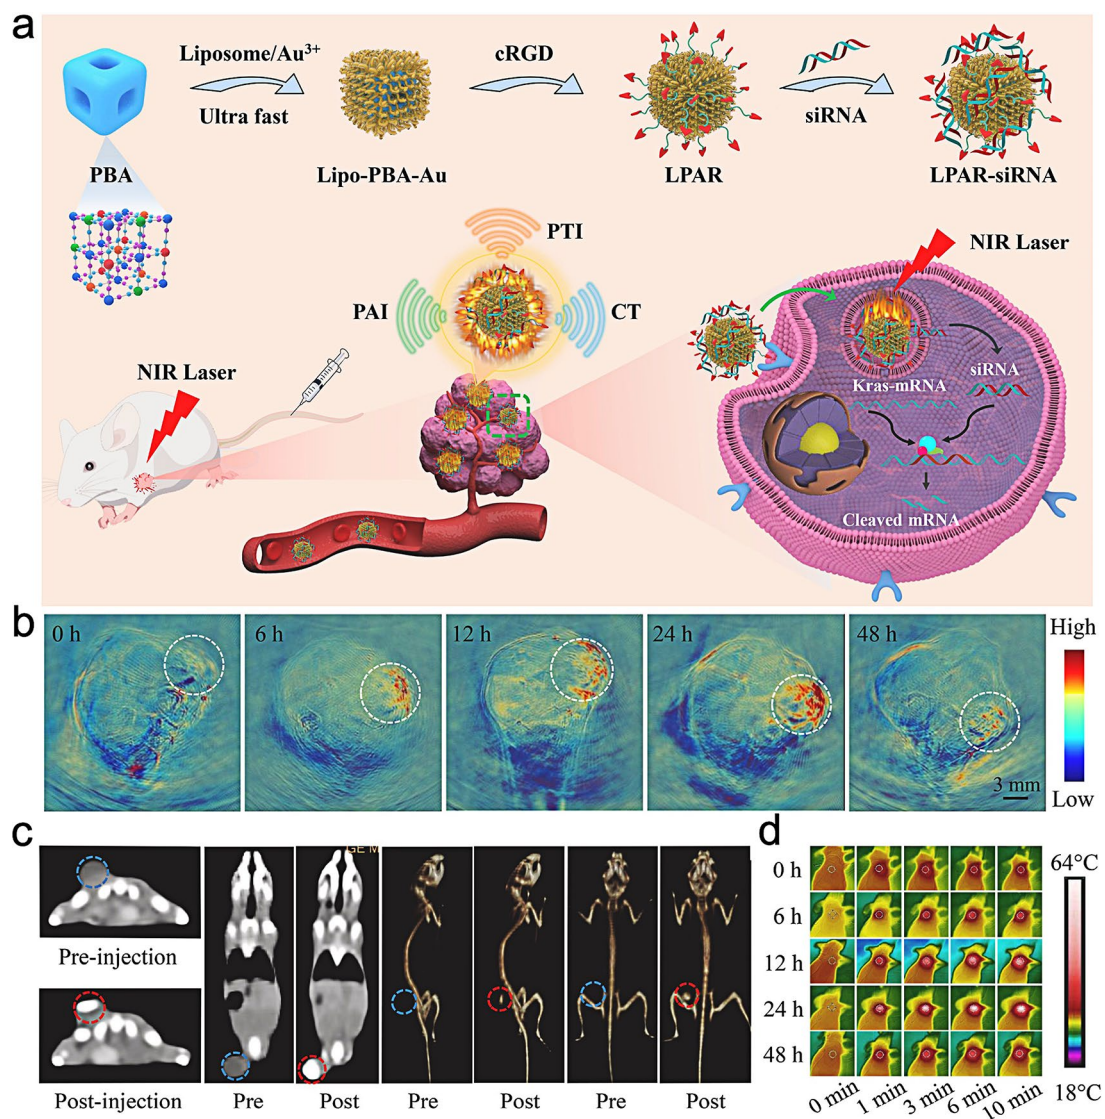 a
Liposome/Au³⁺
Ultra fast
cRGD
siRNA
PBA
Lipo-PBA-Au
LPAR
LPAR-siRNA
PTI
PAI
CT
NIR Laser
NIR Laser
Kras-mRNA
siRNA
Cleaved mRNA
b
0 h
6 h
12 h
24 h
48 h
3 mm
High
Low
c
GE M
Pre-injection
Post-injection
Pre
Post
Pre
Post
Pre
Post
d
0 h
6 h
12 h
24 h
48 h
0 min
1 min
3 min
6 min
10 min
64°C
18°C